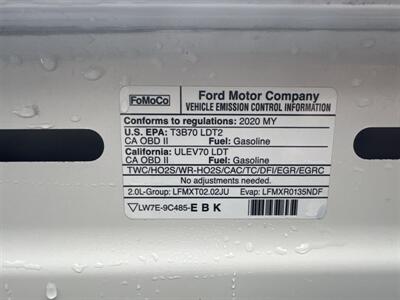 FoMoCo
Ford Motor Company
VEHICLE EMISSION CONTROL INFORMATION
Conforms to regulations: 2020 MY
U.S. EPA: T3B70 LDT2
CA OBD II Fuel: Gasoline
California: ULEV70 LDT
CA OBD II Fuel: Gasoline
TWC/HO2S/WR-HO2S/CAC/TC/DFI/EGR/EGRC
No adjustments needed.
2.0L-Group: LFMXT02.02JU Evap: LFMXR0135NDF
LW7E-9C485-E B K